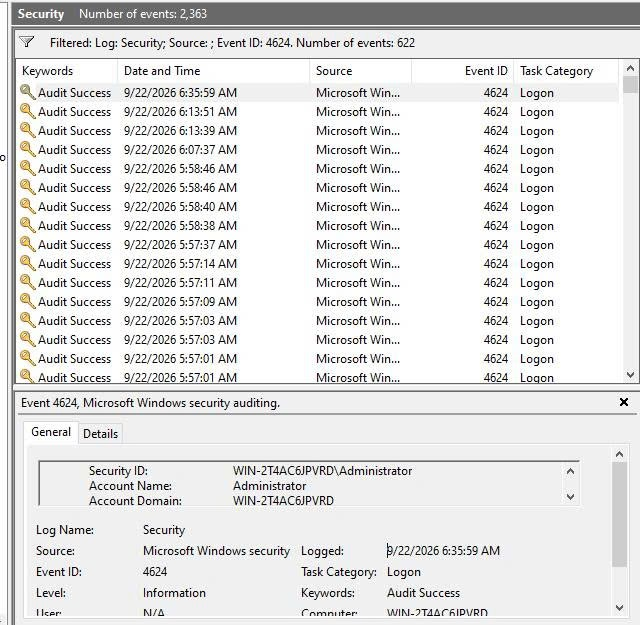 Security Number of events: 2,363
Filtered: Log: Security; Source: ; Event ID: 4624. Number of events: 622
Keywords Date and Time Source Event ID Task Category
Audit Success 9/22/2026 6:35:59 AM Microsoft Win... 4624 Logon
Audit Success 9/22/2026 6:13:51 AM Microsoft Win... 4624 Logon
Audit Success 9/22/2026 6:13:39 AM Microsoft Win... 4624 Logon
Audit Success 9/22/2026 6:07:37 AM Microsoft Win... 4624 Logon
Audit Success 9/22/2026 5:58:46 AM Microsoft Win... 4624 Logon
Audit Success 9/22/2026 5:58:46 AM Microsoft Win... 4624 Logon
Audit Success 9/22/2026 5:58:40 AM Microsoft Win... 4624 Logon
Audit Success 9/22/2026 5:58:38 AM Microsoft Win... 4624 Logon
Audit Success 9/22/2026 5:57:37 AM Microsoft Win... 4624 Logon
Audit Success 9/22/2026 5:57:14 AM Microsoft Win... 4624 Logon
Audit Success 9/22/2026 5:57:11 AM Microsoft Win... 4624 Logon
Audit Success 9/22/2026 5:57:09 AM Microsoft Win... 4624 Logon
Audit Success 9/22/2026 5:57:03 AM Microsoft Win... 4624 Logon
Audit Success 9/22/2026 5:57:03 AM Microsoft Win... 4624 Logon
Audit Success 9/22/2026 5:57:01 AM Microsoft Win... 4624 Logon
Audit Success 9/22/2026 5:57:01 AM Microsoft Win... 4624 Logon
Event 4624, Microsoft Windows security auditing.
General Details
Security ID: WIN-2T4AC6JPVRD\Administrator
Account Name: Administrator
Account Domain: WIN-2T4AC6JPVRD
Log Name: Security
Source: Microsoft Windows security Logged: 9/22/2026 6:35:59 AM
Event ID: 4624 Task Category: Logon
Level: Information Keywords: Audit Success
User: N/A Computer: WIN-2T4AC6JPVRD